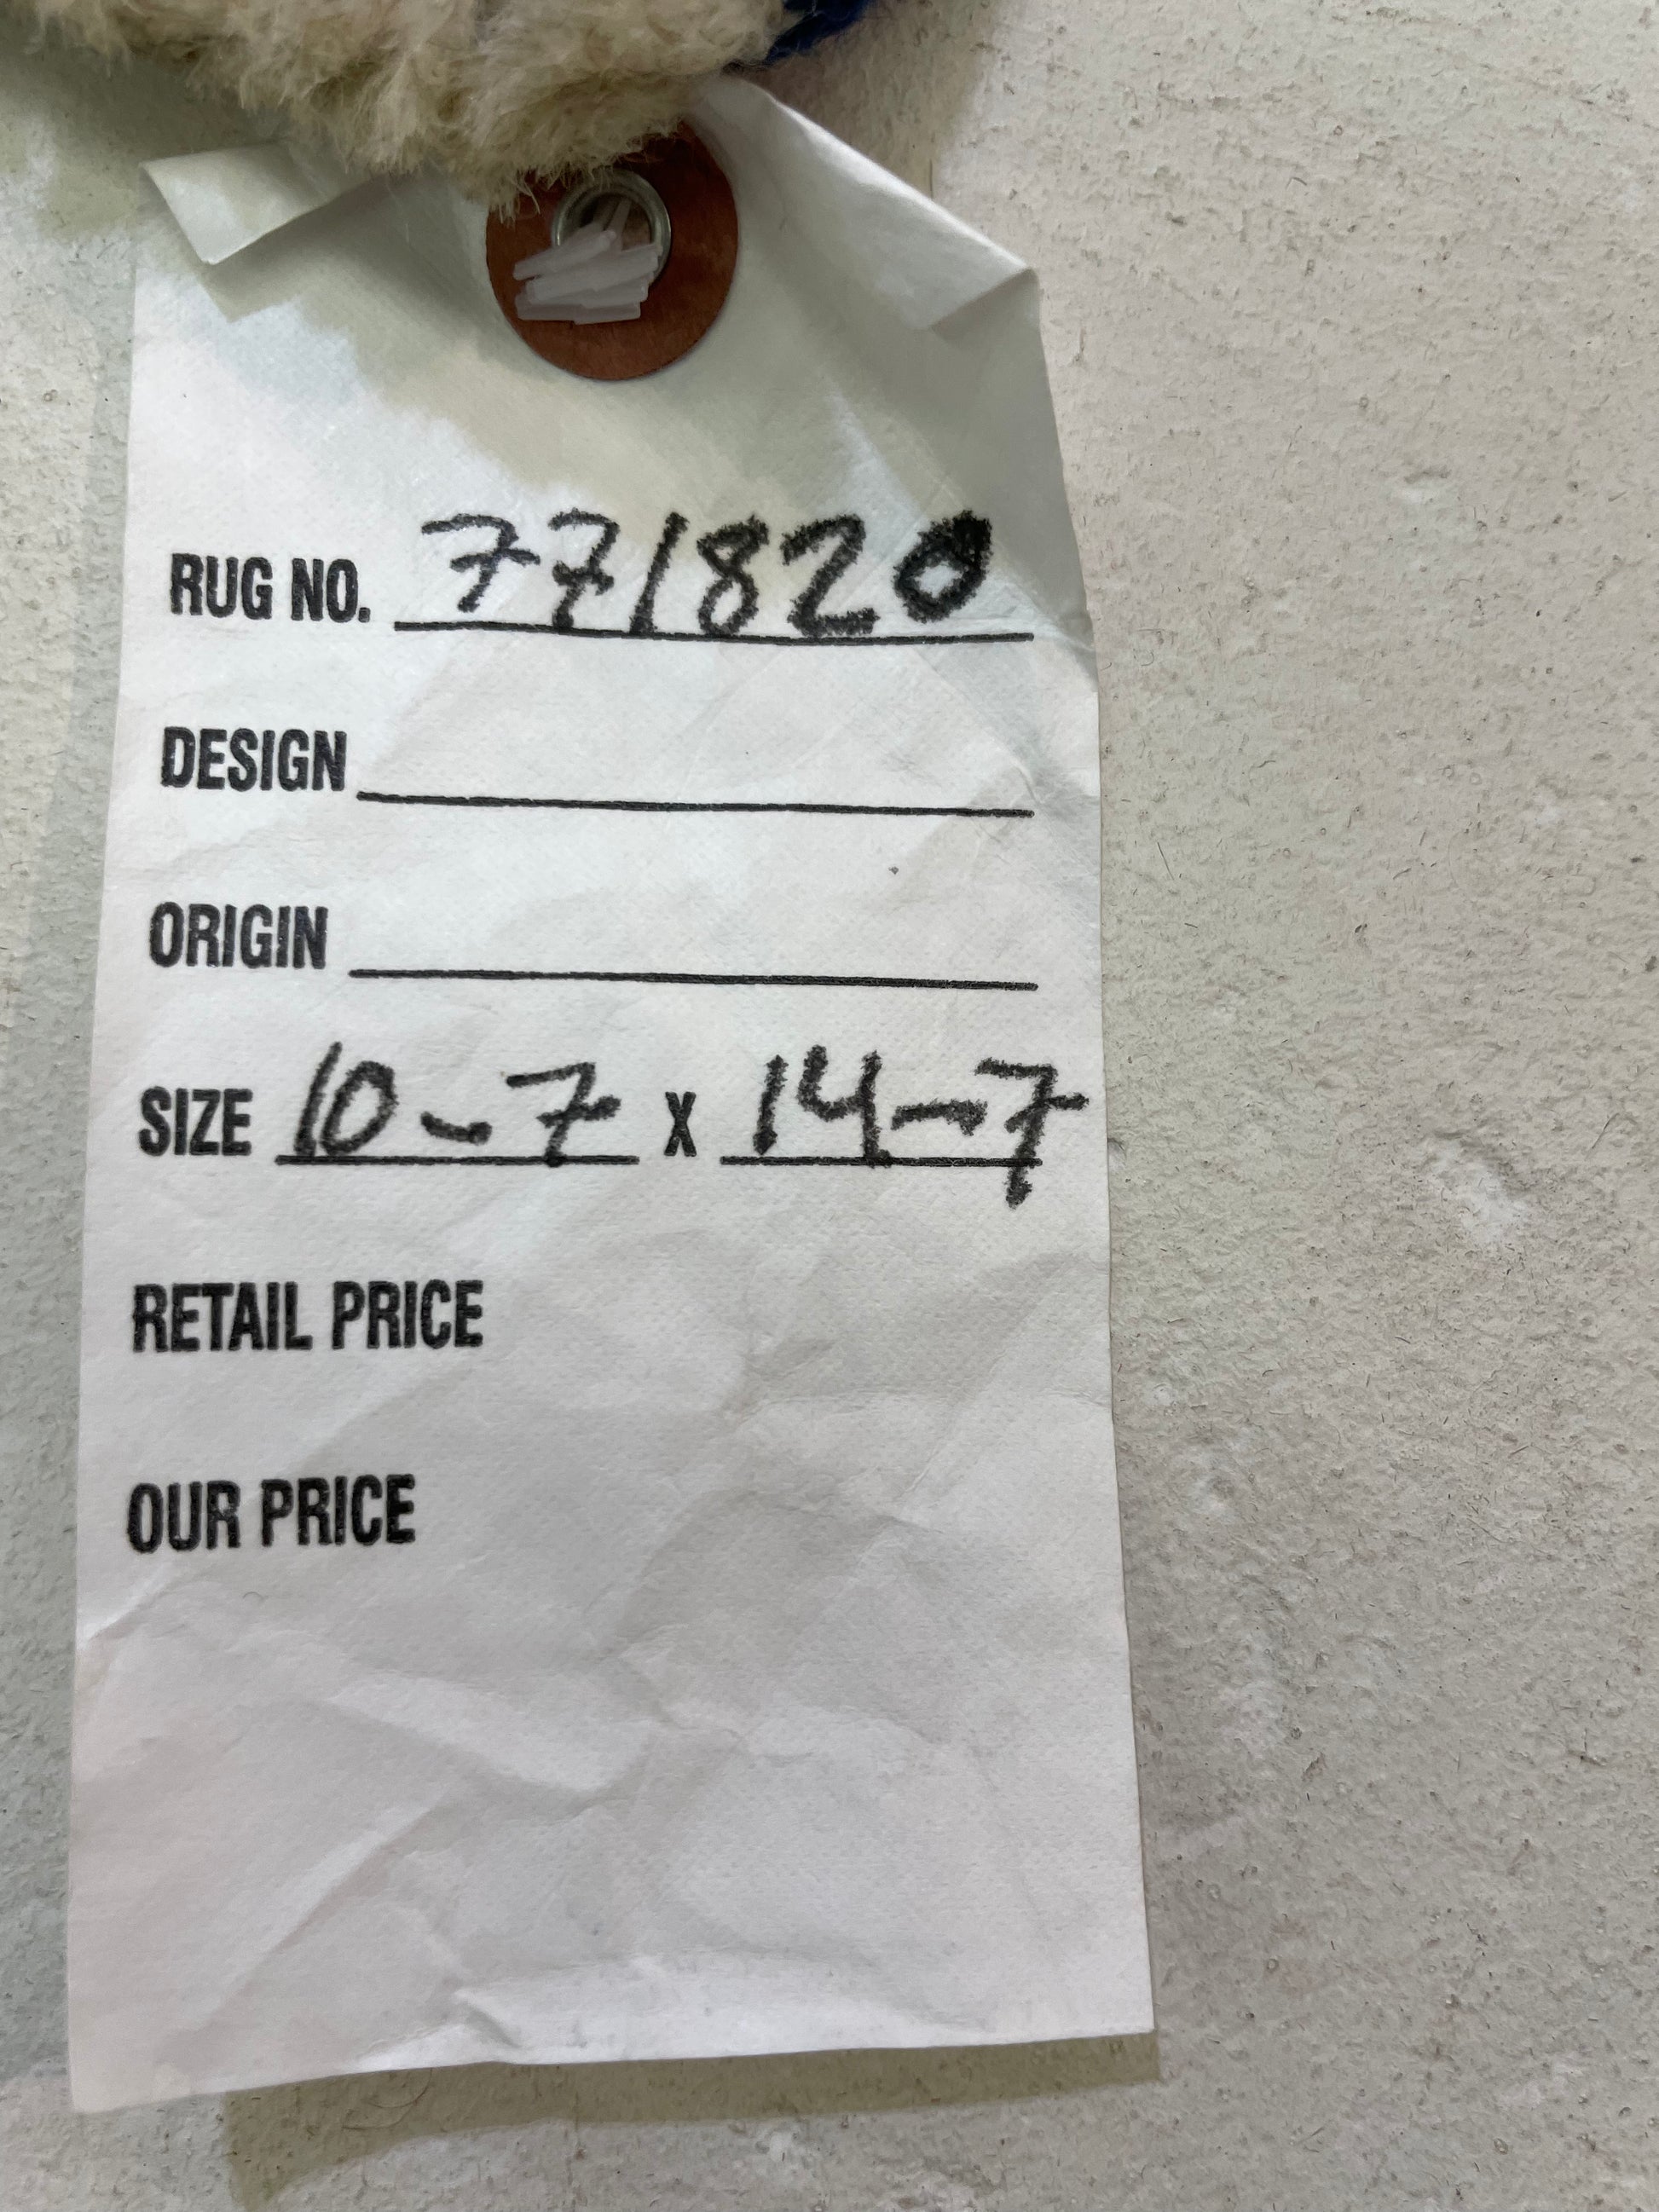 RUG NO. 771820
DESIGN
ORIGIN
SIZE 10-7 X 14-7
RETAIL PRICE
OUR PRICE